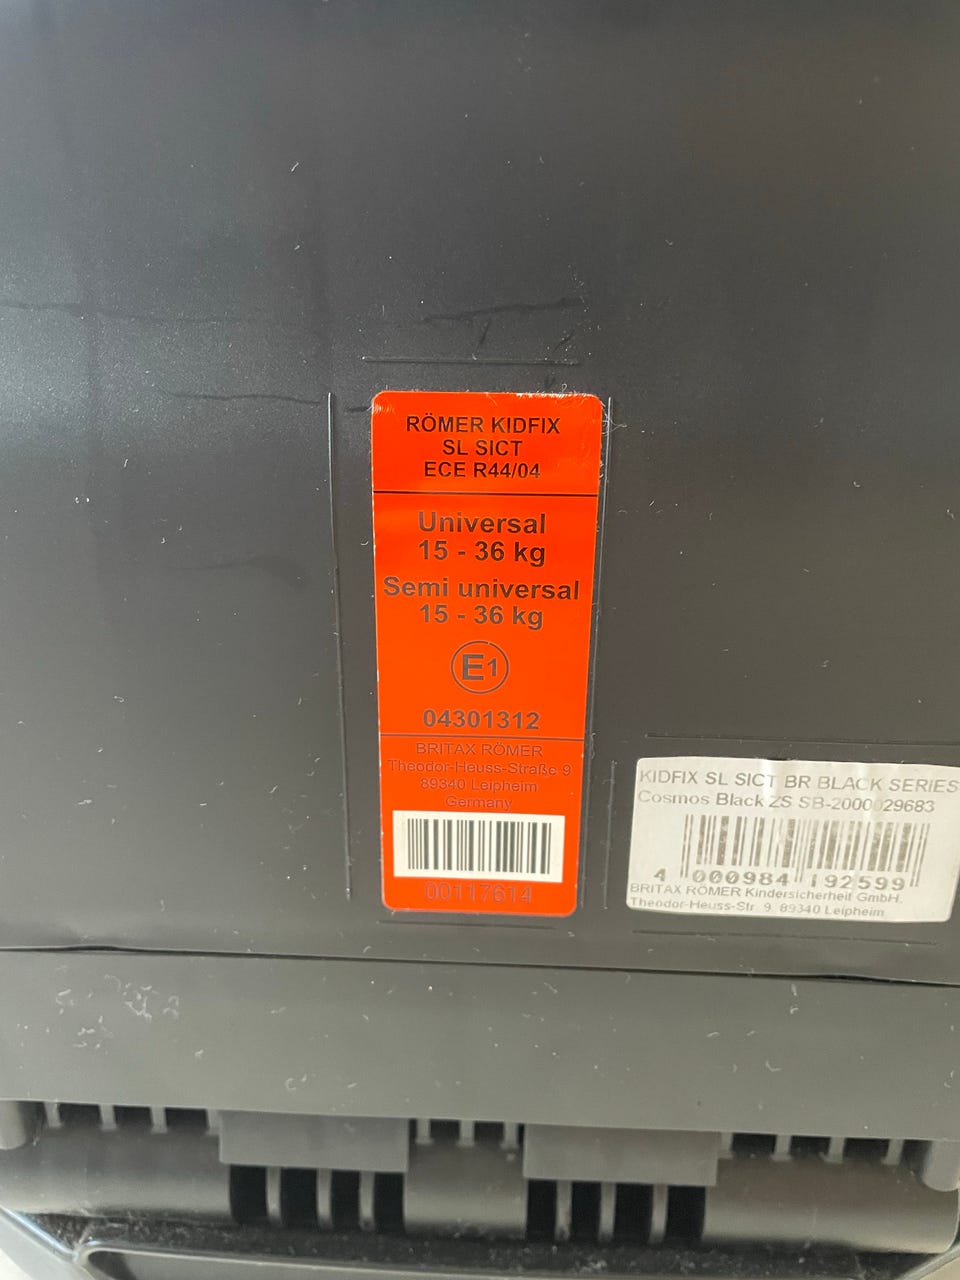 RÖMER KIDFIX
SL SICT
ECE R44/04
Universal
15 - 36 kg
Semi universal
15 - 36 kg
E1
04301312
BRITAX RÖMER
Theodor-Heuss-Straße 9
89340 Leipheim
Germany
00117614
KIDFIX SL SICT BR BLACK SERIES
Cosmos Black ZS SB-2000029683
4 000984 192599
BRITAX RÖMER Kindersicherheit GmbH.
Theodor-Heuss-Str. 9, 89340 Leipheim